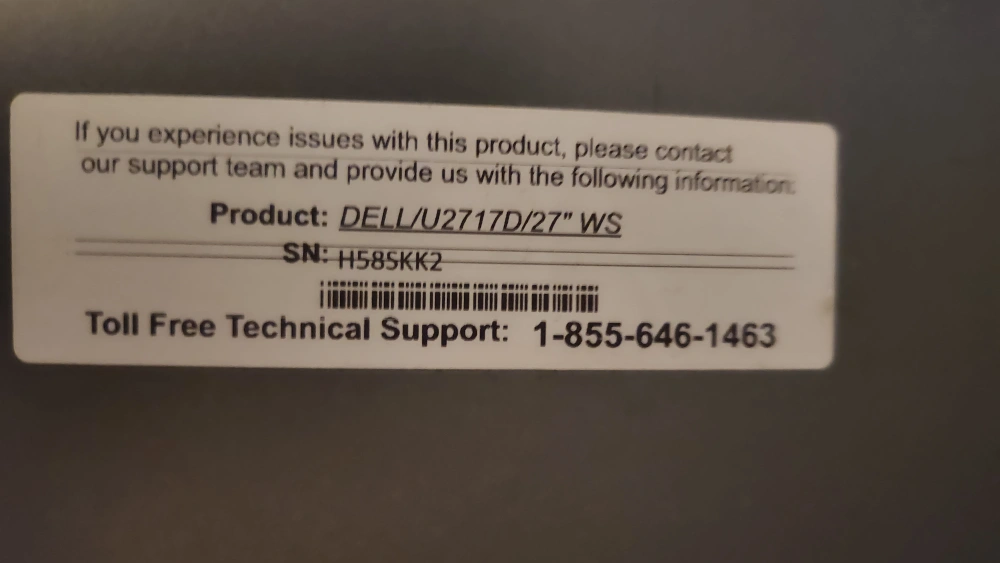 If you experience issues with this product, please contact
our support team and provide us with the following information:
Product: DELL/U2717D/27" WS
SN: H585KK2
Toll Free Technical Support: 1-855-646-1463